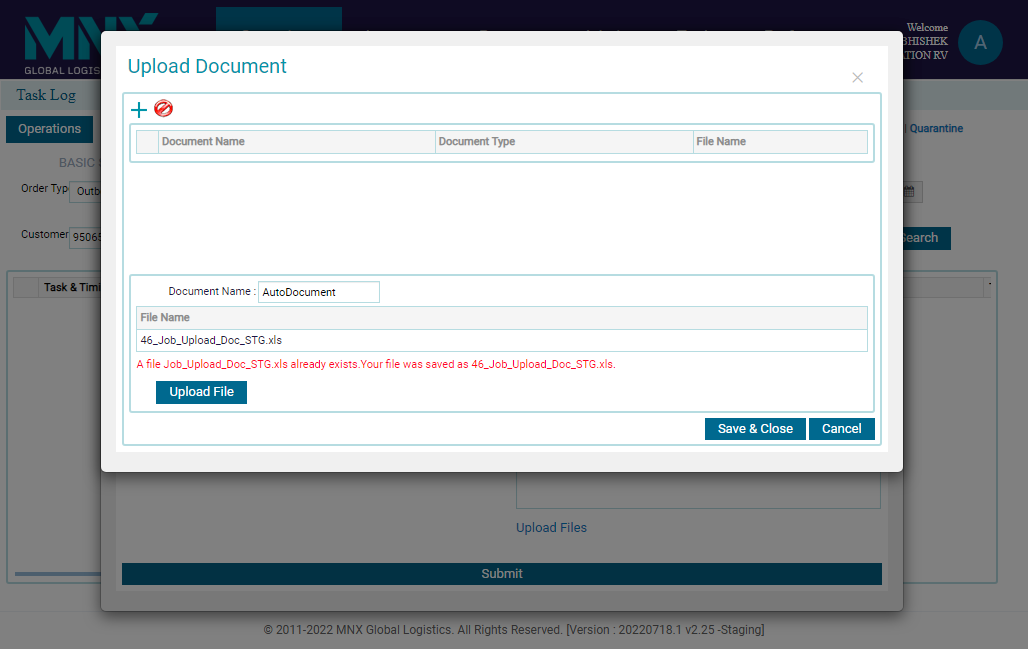 MNX
GLOBAL LOGIS
Welcome
ATION RV
A
Task Log
Operations
| Quarantine
BASIC
Order Typ
Outb
Customer
95065
Search
Task & Timi
Upload Document
×
Document Name
Document Type
File Name
Document Name :
AutoDocument
File Name
46_Job_Upload_Doc_STG.xls
A file Job_Upload_Doc_STG.xls already exists.Your file was saved as 46_Job_Upload_Doc_STG.xls.
Upload File
Save & Close
Cancel
Upload Files
Submit
© 2011-2022 MNX Global Logistics. All Rights Reserved. [Version : 20220718.1 v2.25 -Staging]